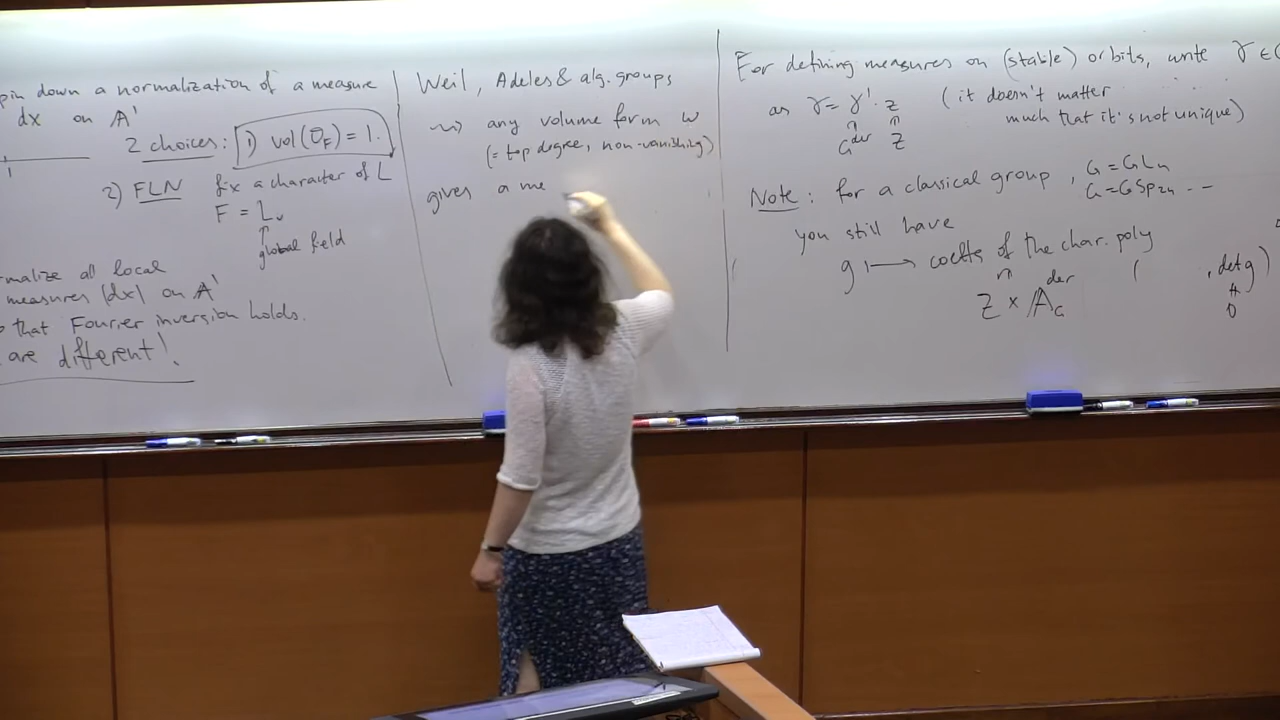 pin down a normalization of a measure
dx on A¹
2 choices: 1) vol(O_F) = 1.
2) FLN fix a character of L
F = L_v
↑
global field
malize all local
measures |dx| on A¹
that Fourier inversion holds.
are different!
Weil, Adeles & alg. groups
⇝ any volume form ω
(= top degree, non-vanishing)
gives a me
For defining measures on (stable) orbits, write γ ∈
as γ = γ' · z (it doesn't matter
much that it's not unique)
G^der Z
Note: for a classical group, G = GL_n
G = GSp_2n ...
you still have
g ↦ coeffs of the char. poly
Z × A_G^der ( , det g)
≠
0